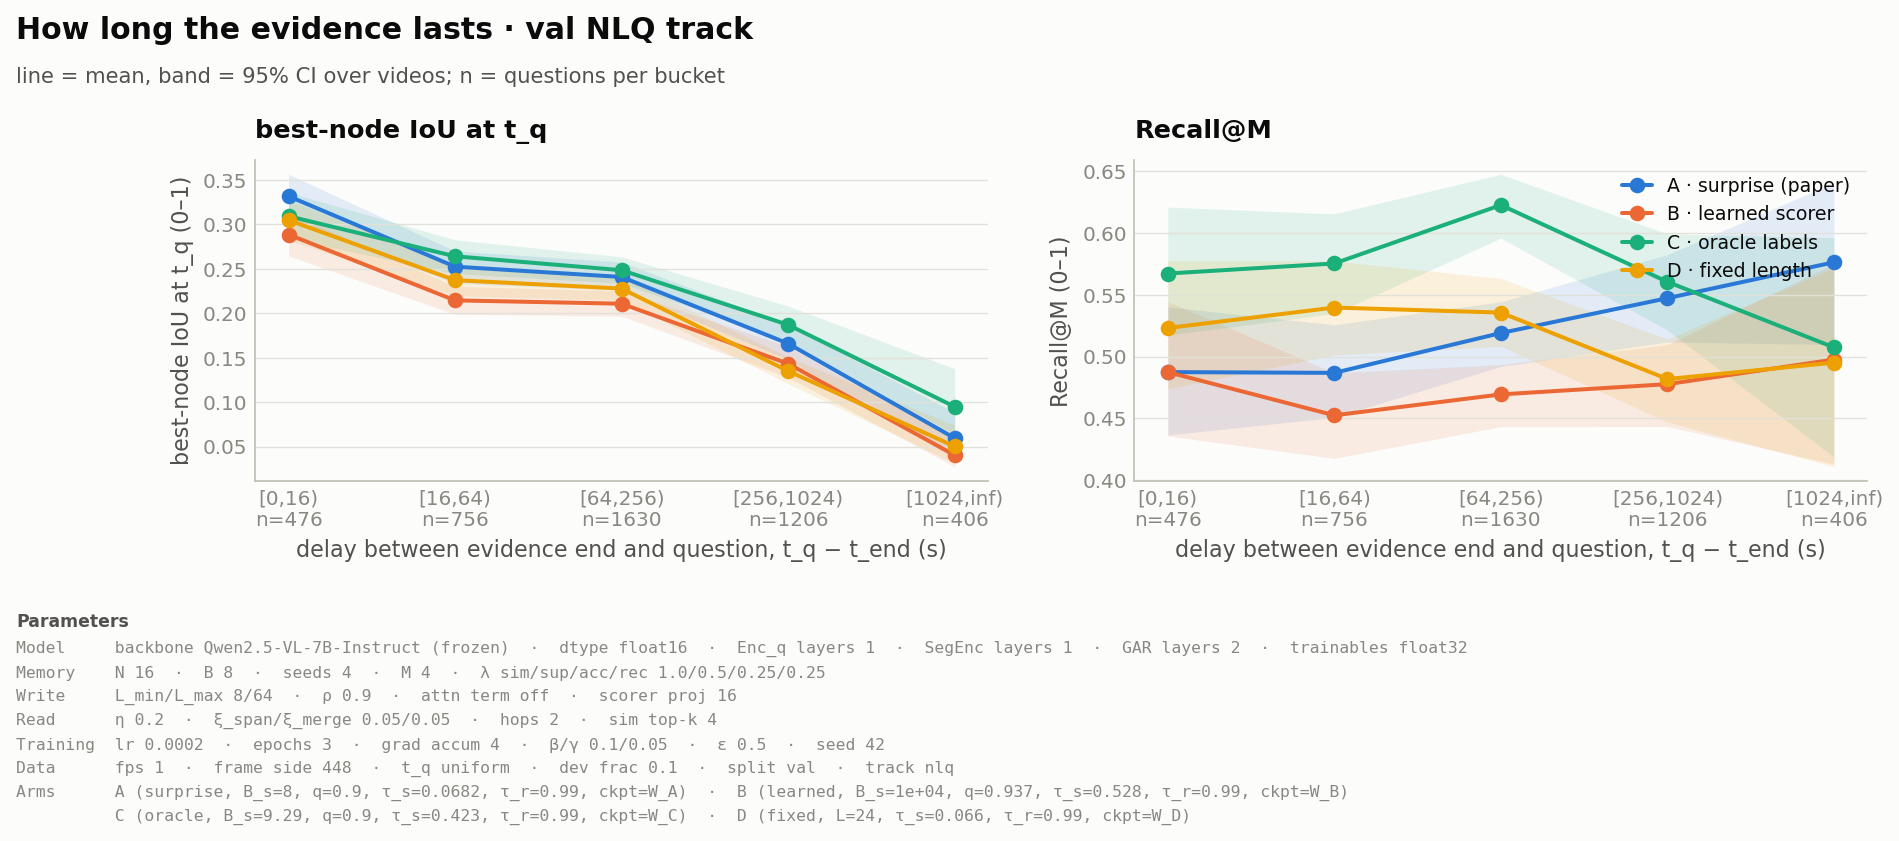 How long the evidence lasts · val NLQ track
line = mean, band = 95% CI over videos; n = questions per bucket
best-node IoU at t_q
best-node IoU at t_q (0–1)
0.35
0.30
0.25
0.20
0.15
0.10
0.05
[0,16) [16,64) [64,256) [256,1024) [1024,inf)
n=476 n=756 n=1630 n=1206 n=406
delay between evidence end and question, t_q − t_end (s)
Recall@M
Recall@M (0–1)
0.65
0.60
0.55
0.50
0.45
0.40
A · surprise (paper)
B · learned scorer
C · oracle labels
D · fixed length
[0,16) [16,64) [64,256) [256,1024) [1024,inf)
n=476 n=756 n=1630 n=1206 n=406
delay between evidence end and question, t_q − t_end (s)
Parameters
Model backbone Qwen2.5-VL-7B-Instruct (frozen) · dtype float16 · Enc_q layers 1 · SegEnc layers 1 · GAR layers 2 · trainables float32
Memory N 16 · B 8 · seeds 4 · M 4 · λ sim/sup/acc/rec 1.0/0.5/0.25/0.25
Write L_min/L_max 8/64 · ρ 0.9 · attn term off · scorer proj 16
Read η 0.2 · ξ_span/ξ_merge 0.05/0.05 · hops 2 · sim top-k 4
Training lr 0.0002 · epochs 3 · grad accum 4 · β/γ 0.1/0.05 · ε 0.5 · seed 42
Data fps 1 · frame side 448 · t_q uniform · dev frac 0.1 · split val · track nlq
Arms A (surprise, B_s=8, q=0.9, τ_s=0.0682, τ_r=0.99, ckpt=W_A) · B (learned, B_s=1e+04, q=0.937, τ_s=0.528, τ_r=0.99, ckpt=W_B)
C (oracle, B_s=9.29, q=0.9, τ_s=0.423, τ_r=0.99, ckpt=W_C) · D (fixed, L=24, τ_s=0.066, τ_r=0.99, ckpt=W_D)